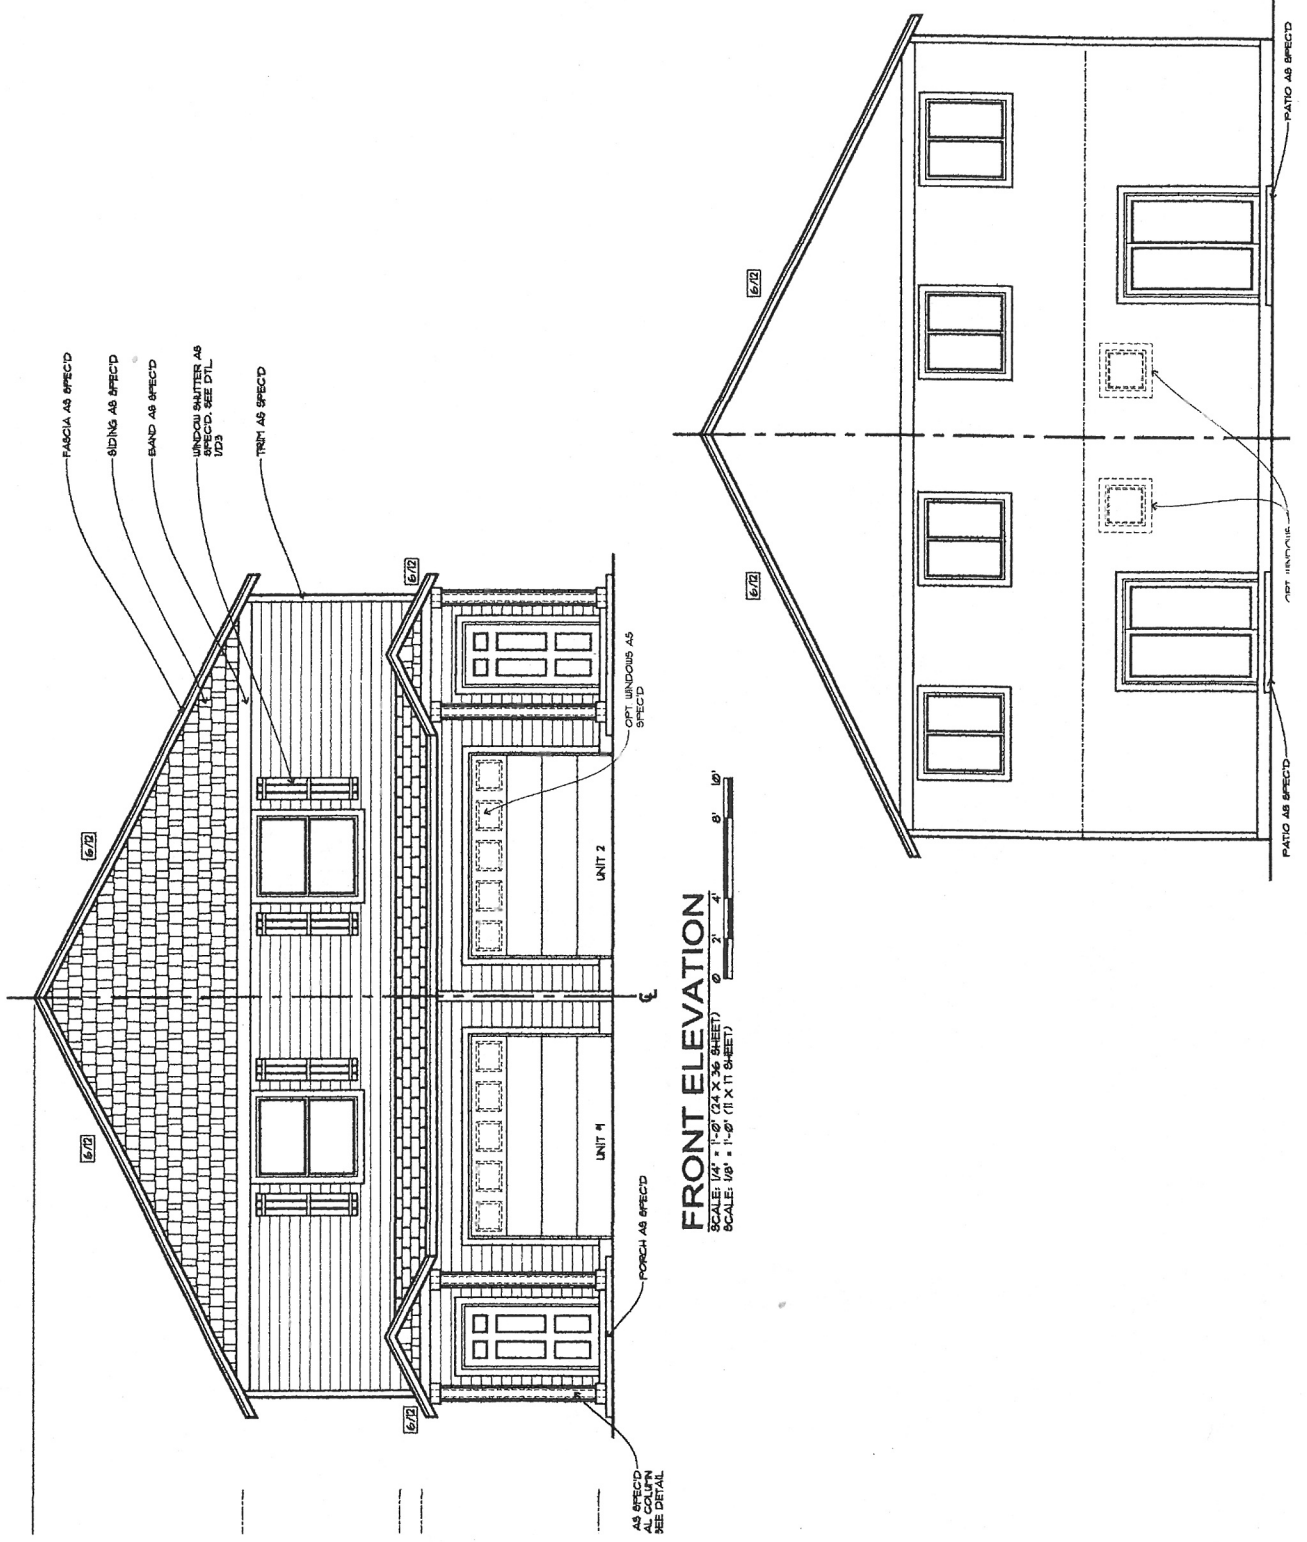 FASCIA AS SPEC'D
SIDING AS SPEC'D
BAND AS SPEC'D
WINDOW SHUTTER AS
SPEC'D. SEE DTL
1/D3
TRIM AS SPEC'D
6/12
6/12
6/12
6/12
OPT. WINDOWS AS
SPEC'D
UNIT 1
UNIT 2
PORCH AS SPEC'D
AS SPEC'D
AL COLUMN
SEE DETAIL
℄
FRONT ELEVATION
SCALE: 1/4" = 1'-0" (24 X 36 SHEET)
SCALE: 1/8" = 1'-0" (11 X 17 SHEET)
0 2' 4' 8' 10'
6/12
6/12
PATIO AS SPEC'D
OPT. WINDOWS
PATIO AS SPEC'D